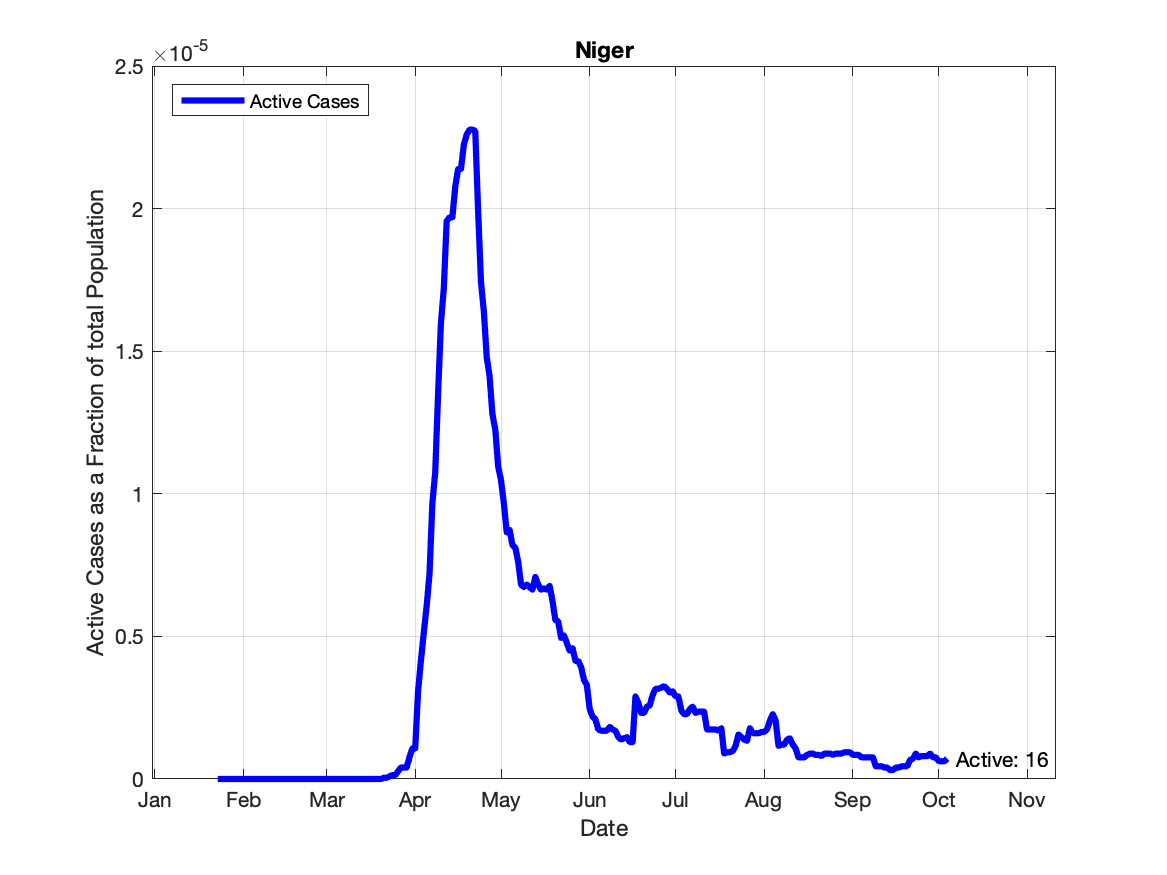 Niger
×10-5
2.5
2
1.5
1
0.5
0
Active Cases
Active Cases as a Fraction of total Population
Active: 16
Jan Feb Mar Apr May Jun Jul Aug Sep Oct Nov
Date